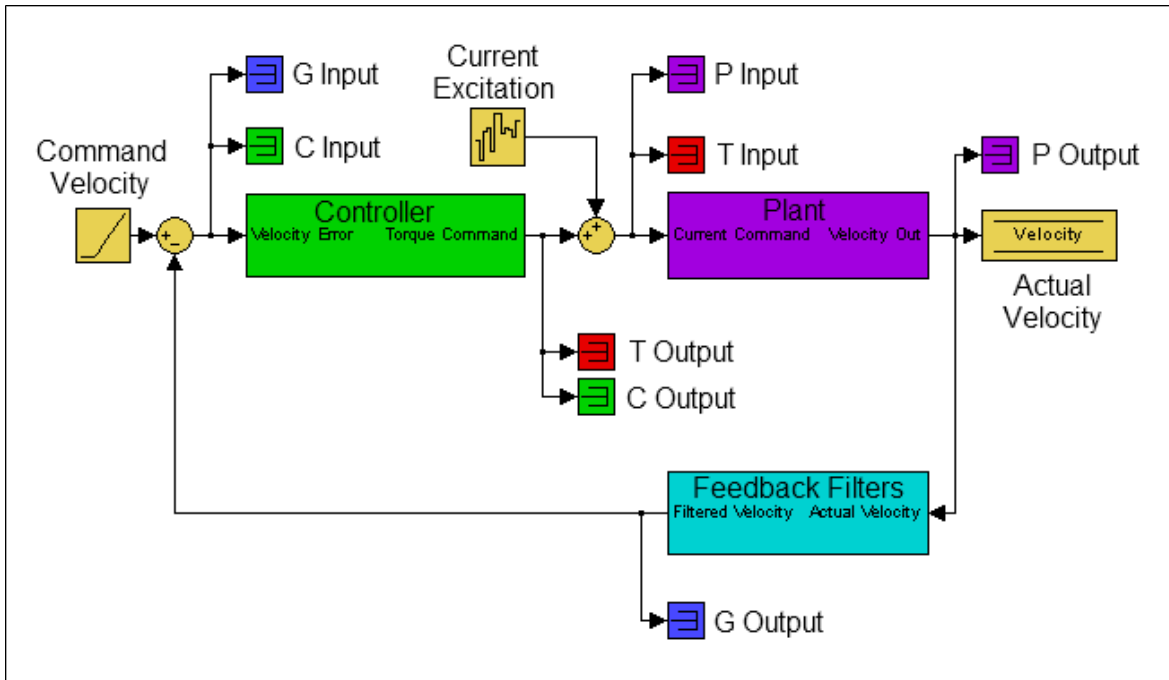 G Input
Current
Excitation
P Input
C Input
T Input
Command
Velocity
P Output
Controller
Velocity Error Torque Command
Plant
Current Command Velocity Out
Velocity
Actual
Velocity
T Output
C Output
Feedback Filters
Filtered Velocity Actual Velocity
G Output